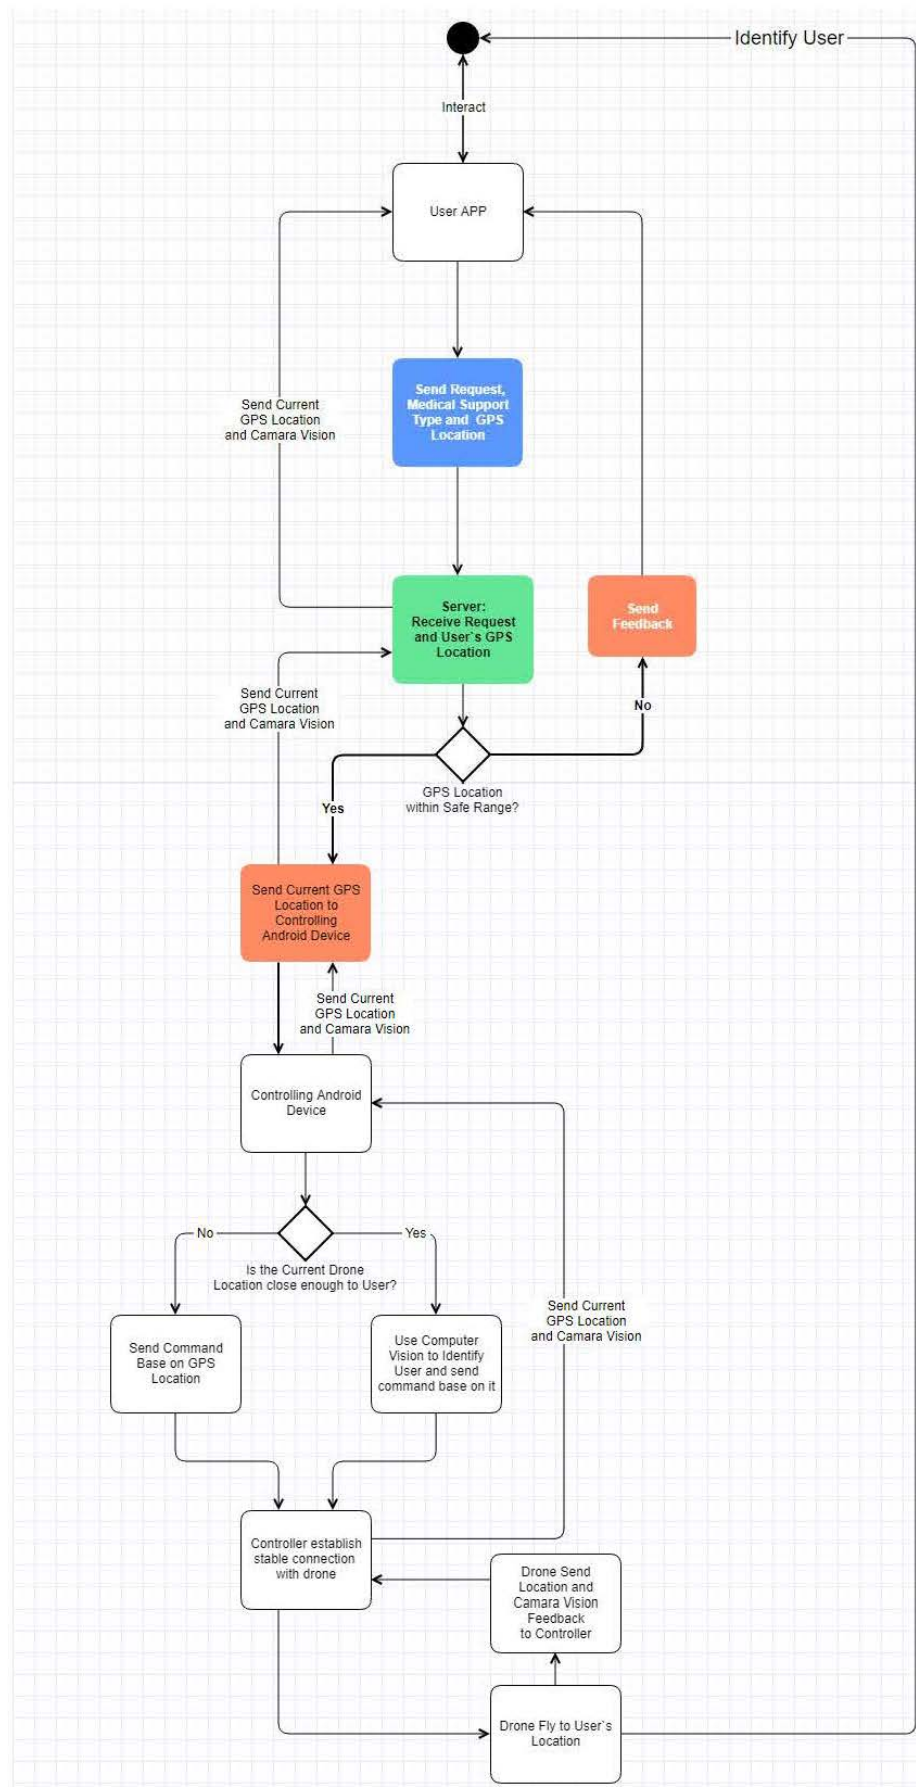 Identify User
Interact
User APP
Send Request,
Medical Support
Type and GPS
Location
Send Current
GPS Location
and Camara Vision
Server:
Receive Request
and User`s GPS
Location
Send
Feedback
Send Current
GPS Location
and Camara Vision
No
GPS Location
within Safe Range?
Yes
Send Current GPS
Location to
Controlling
Android Device
Send Current
GPS Location
and Camara Vision
Controlling Android
Device
No
Yes
Is the Current Drone
Location close enough to User?
Send Current
GPS Location
and Camara Vision
Send Command
Base on GPS
Location
Use Computer
Vision to Identify
User and send
command base on it
Controller establish
stable connection
with drone
Drone Send
Location and
Camara Vision
Feedback
to Controller
Drone Fly to User`s
Location